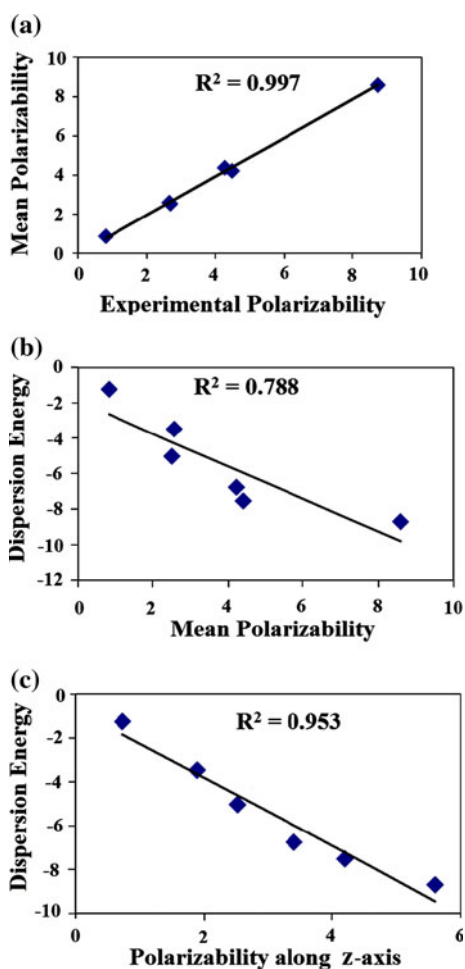 (a)
Mean Polarizability
10
8
6
4
2
0
R² = 0.997
0 2 4 6 8 10
Experimental Polarizability
(b)
Dispersion Energy
0
-2
-4
-6
-8
-10
-12
R² = 0.788
0 2 4 6 8 10
Mean Polarizability
(c)
Dispersion Energy
0
-2
-4
-6
-8
-10
R² = 0.953
0 2 4 6
Polarizability along z-axis